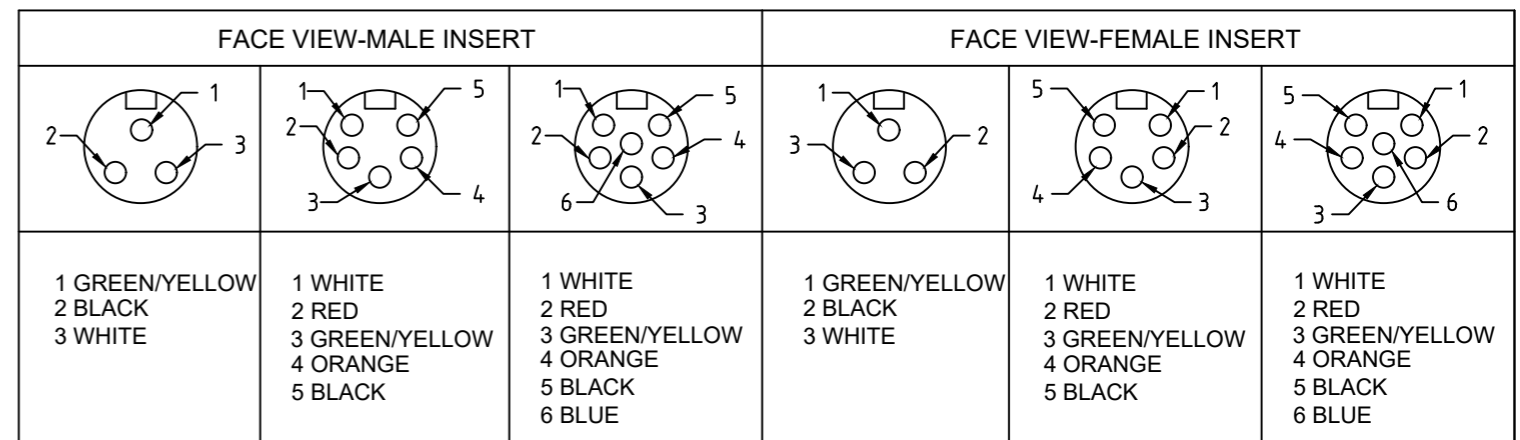 FACE VIEW-MALE INSERT
FACE VIEW-FEMALE INSERT
1
2
3
1
5
2
3
4
1
5
2
4
6
3
1
3
2
5
1
2
4
3
5
1
4
2
3
6
1 GREEN/YELLOW
2 BLACK
3 WHITE
1 WHITE
2 RED
3 GREEN/YELLOW
4 ORANGE
5 BLACK
1 WHITE
2 RED
3 GREEN/YELLOW
4 ORANGE
5 BLACK
6 BLUE
1 GREEN/YELLOW
2 BLACK
3 WHITE
1 WHITE
2 RED
3 GREEN/YELLOW
4 ORANGE
5 BLACK
1 WHITE
2 RED
3 GREEN/YELLOW
4 ORANGE
5 BLACK
6 BLUE